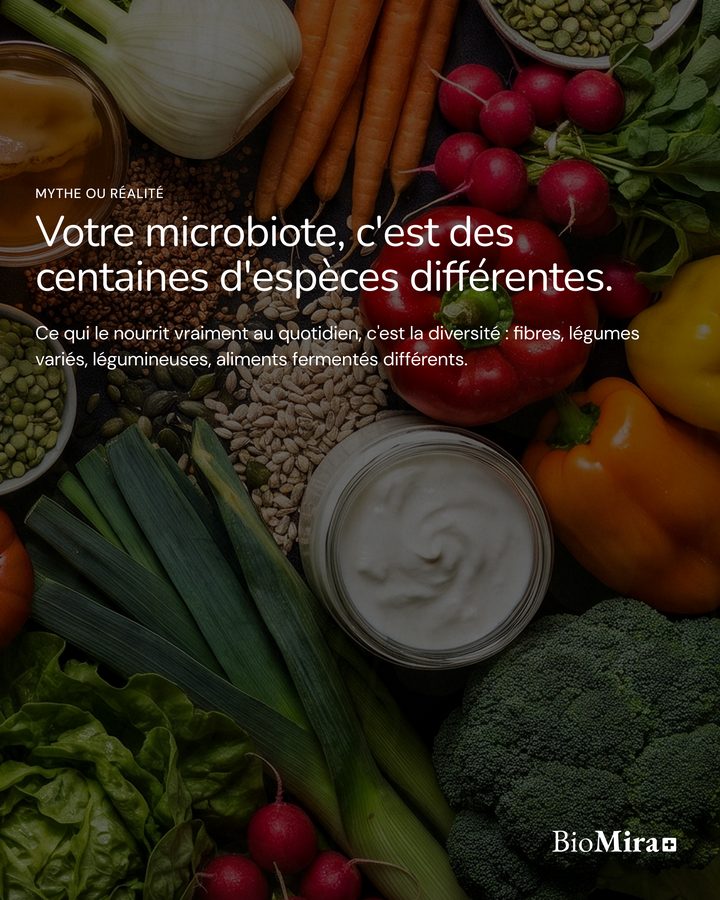 MYTHE OU RÉALITÉ
Votre microbiote, c'est des
centaines d'espèces différentes.
Ce qui le nourrit vraiment au quotidien, c'est la diversité : fibres, légumes
variés, légumineuses, aliments fermentés différents.
BioMira